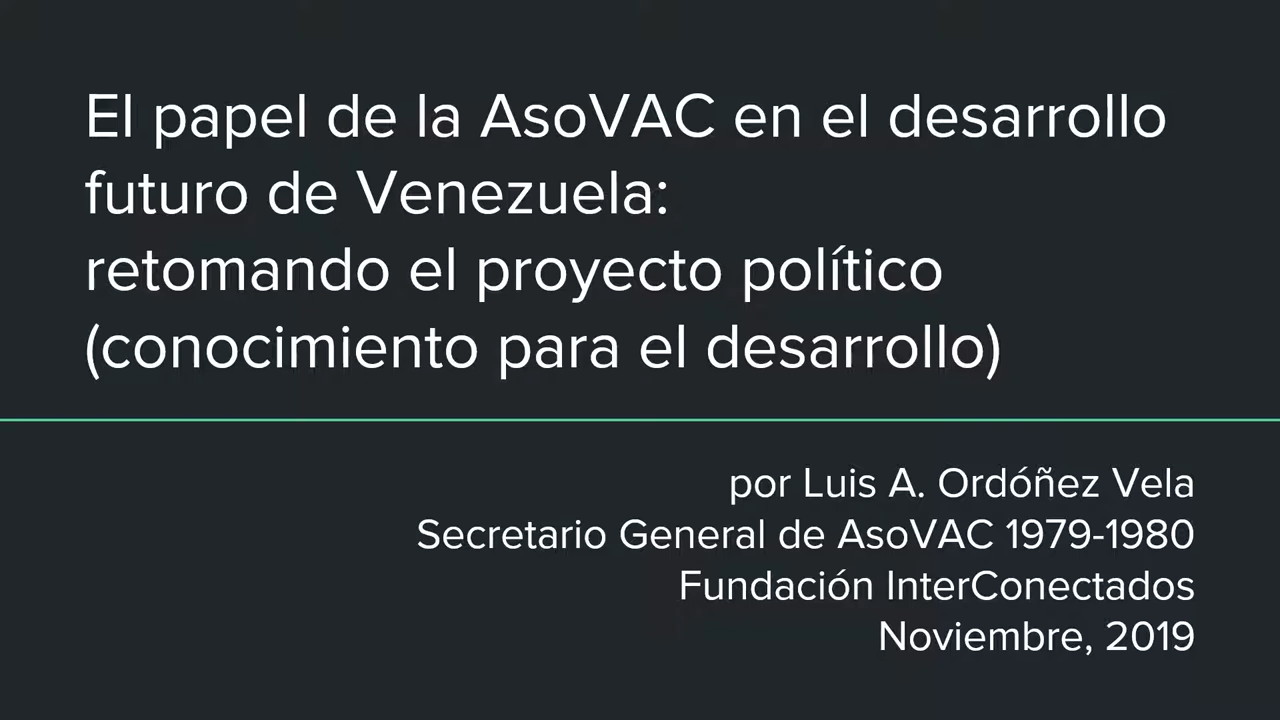 El papel de la AsoVAC en el desarrollo
futuro de Venezuela:
retomando el proyecto político
(conocimiento para el desarrollo)
por Luis A. Ordóñez Vela
Secretario General de AsoVAC 1979-1980
Fundación InterConectados
Noviembre, 2019